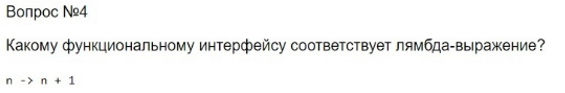 Вопрос №4
Какому функциональному интерфейсу соответствует лямбда-выражение?
n -> n + 1